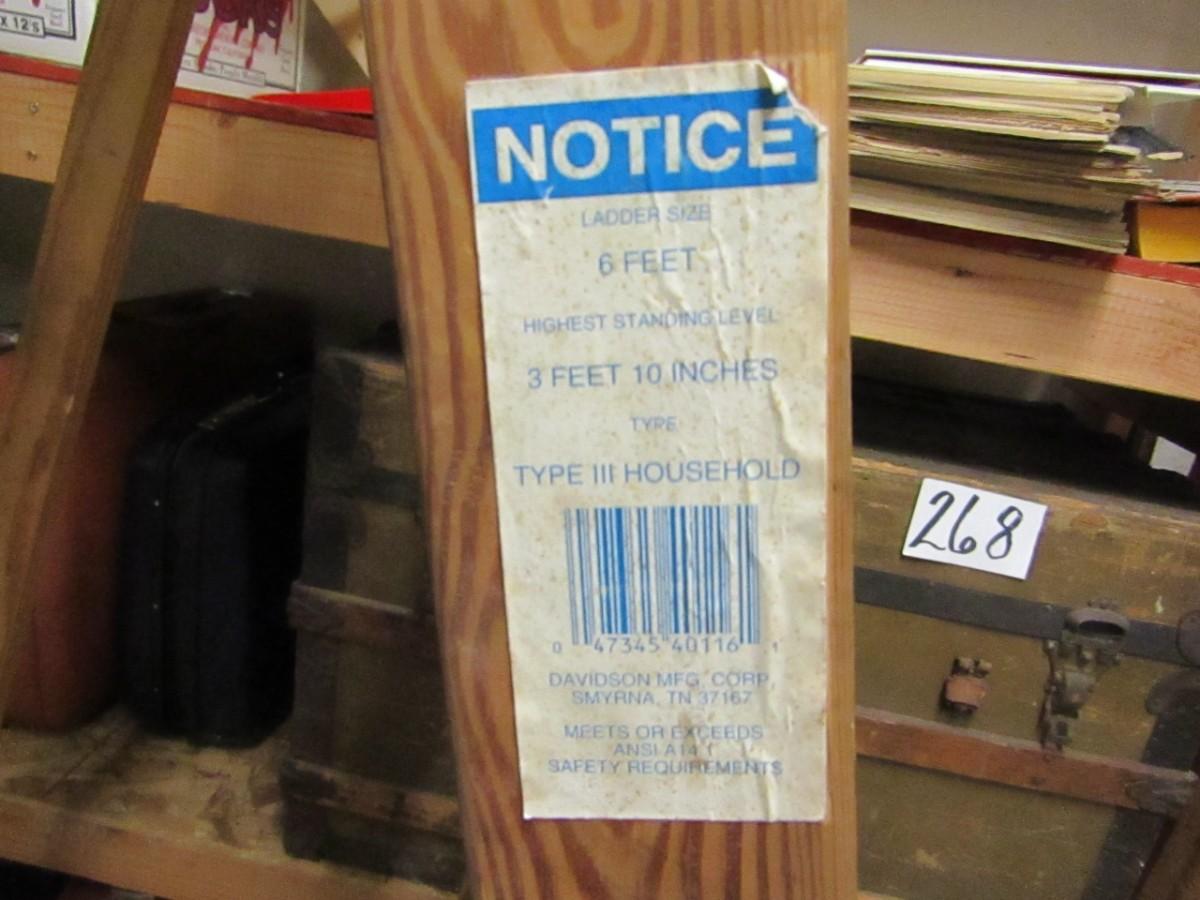 X 12's
NOTICE
LADDER SIZE
6 FEET
HIGHEST STANDING LEVEL
3 FEET 10 INCHES
TYPE
TYPE III HOUSEHOLD
0 47345 40116 1
DAVIDSON MFG. CORP.
SMYRNA, TN 37167
MEETS OR EXCEEDS
ANSI A14.1
SAFETY REQUIREMENTS
268